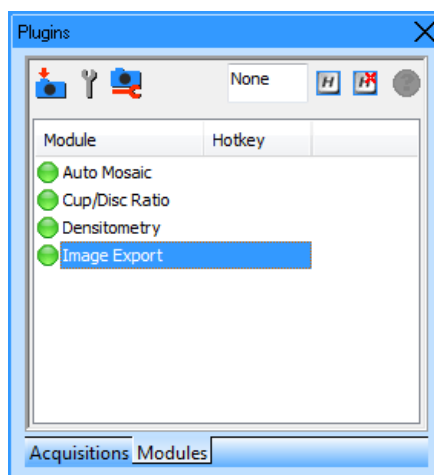 Plugins
None H H
Module Hotkey
Auto Mosaic
Cup/Disc Ratio
Densitometry
Image Export
Acquisitions Modules